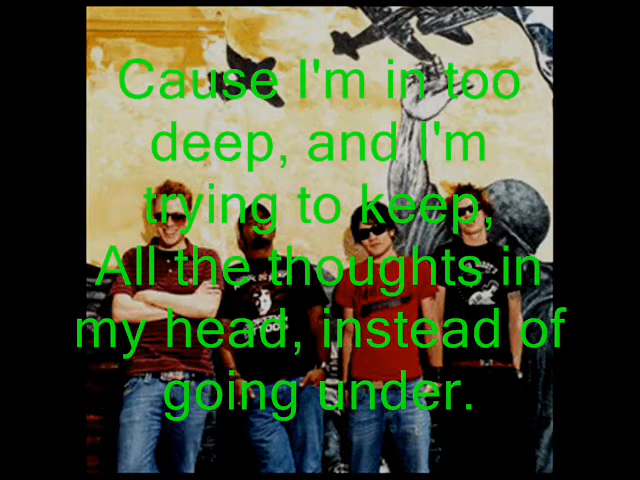 Cause I'm in too
deep, and I'm
trying to keep,
All the thoughts in
my head, instead of
going under.